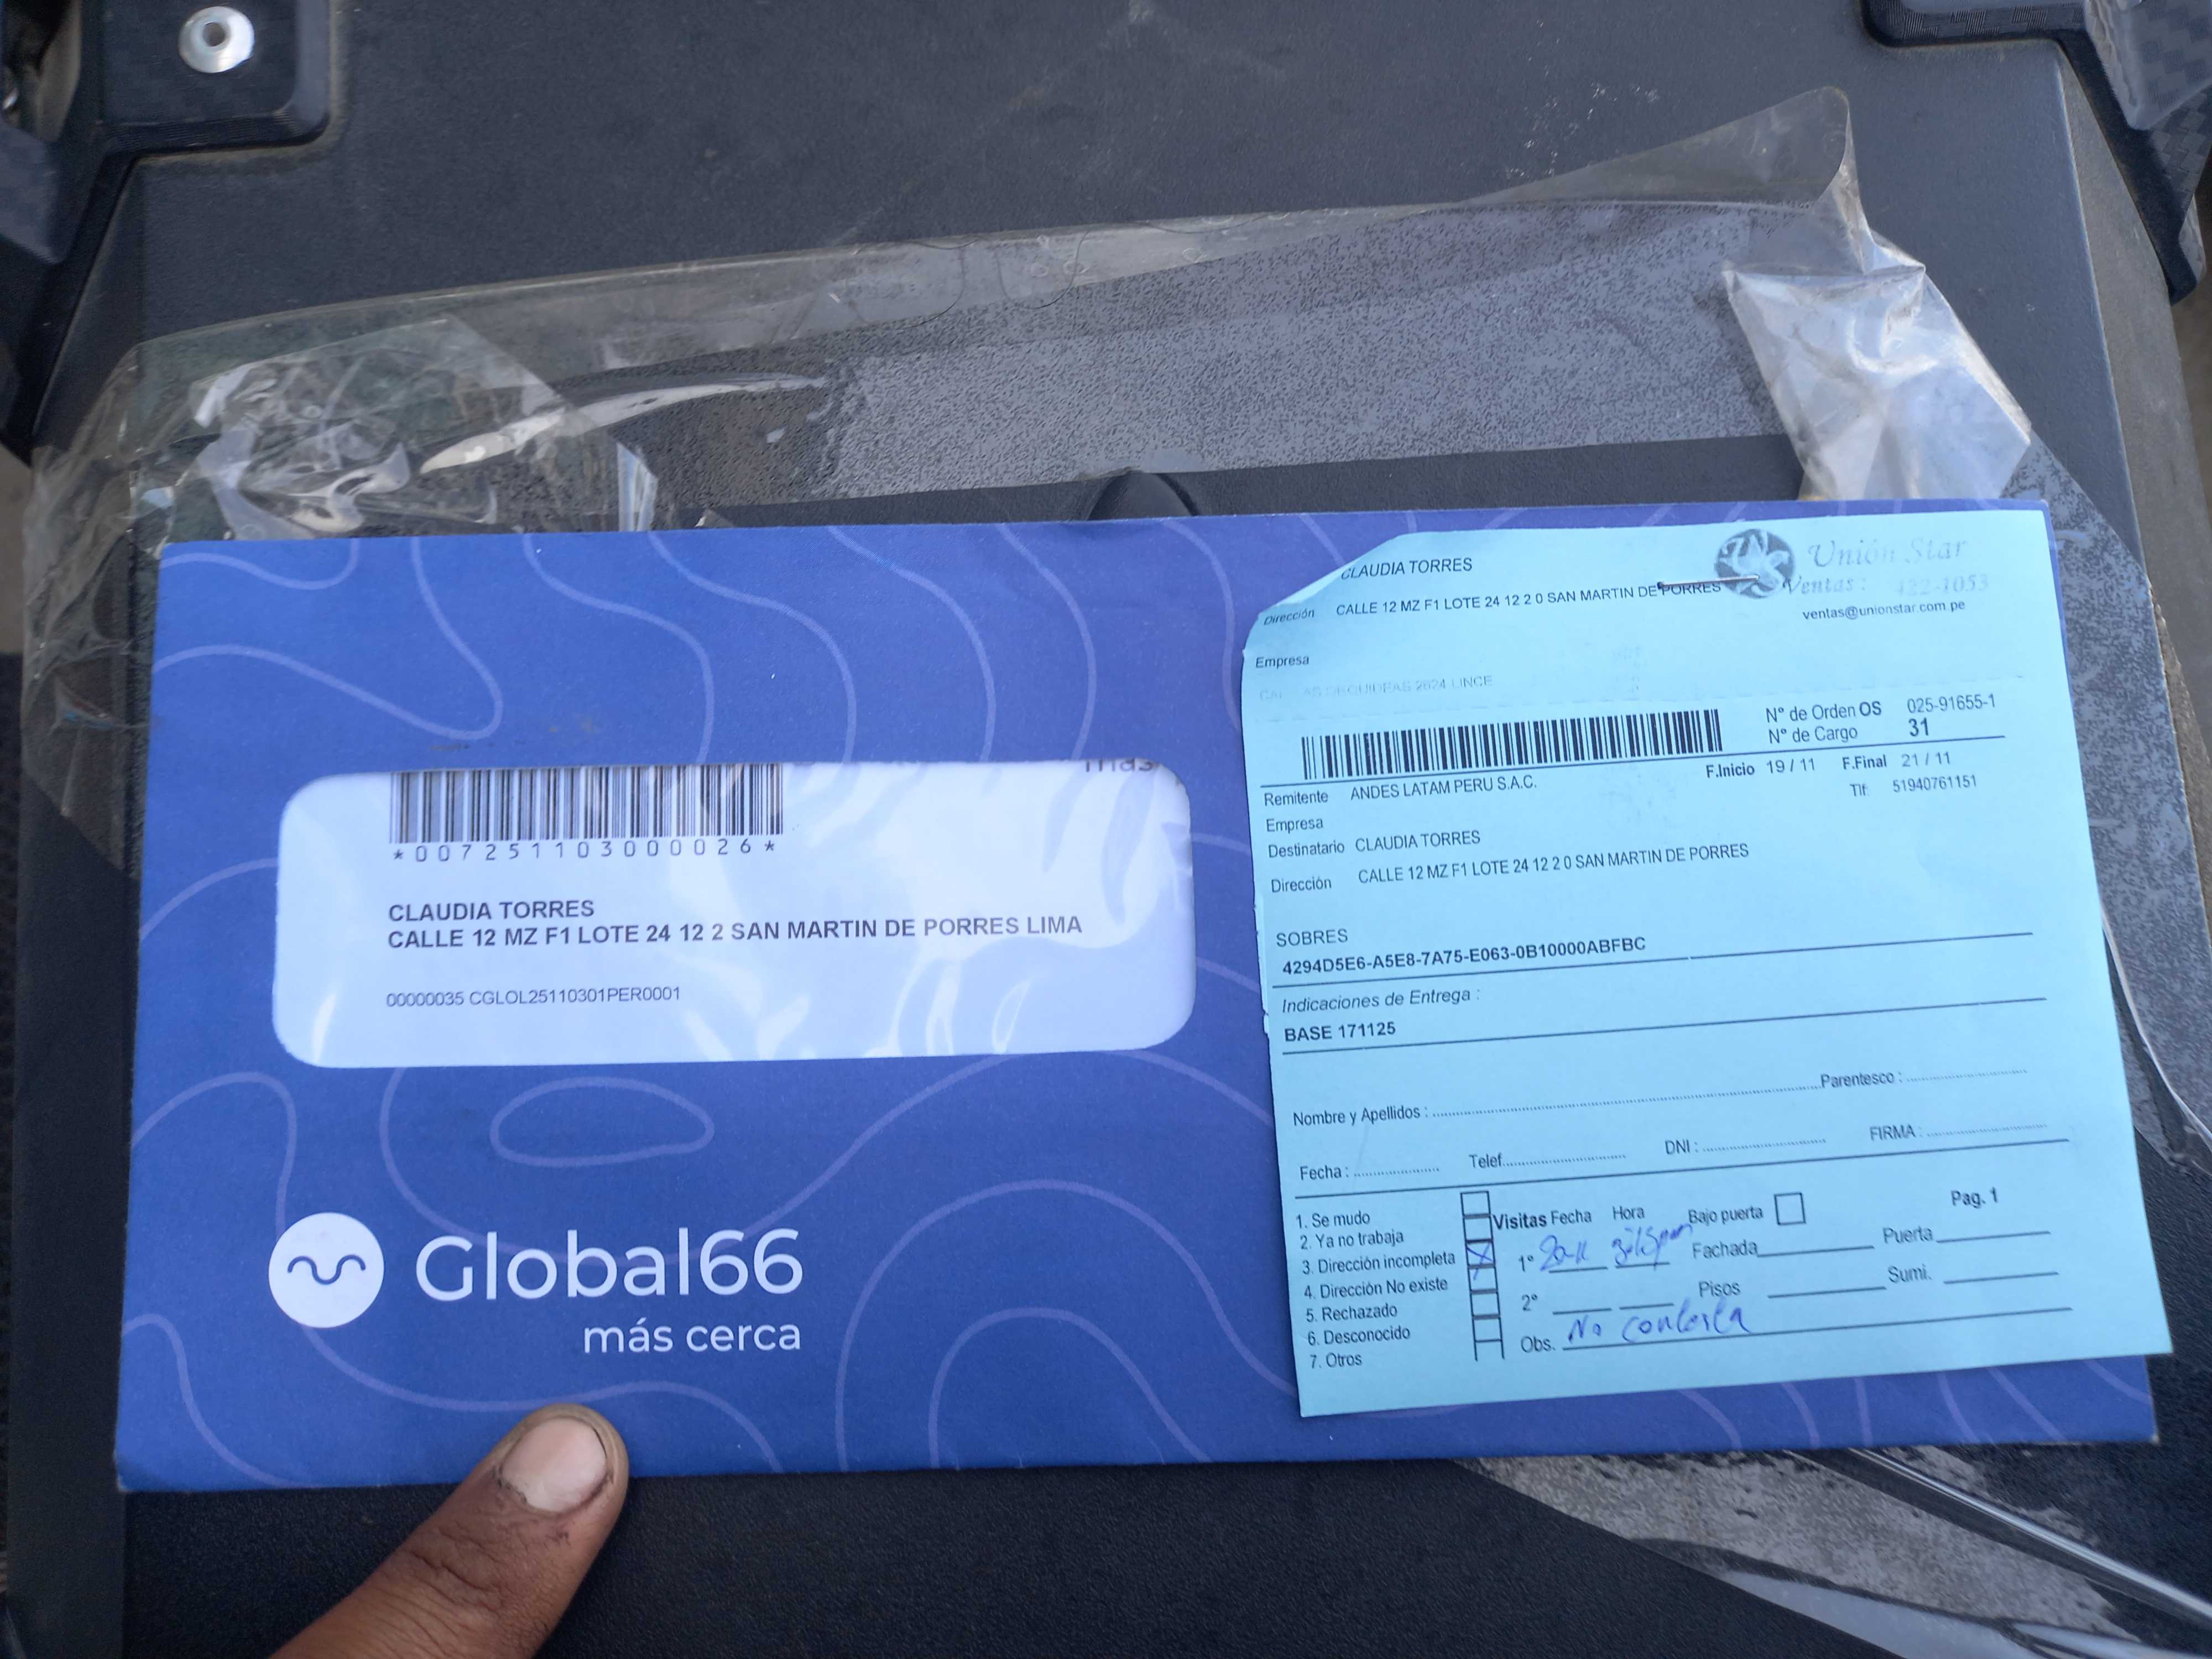 mas
*00725110300026*
CLAUDIA TORRES
CALLE 12 MZ F1 LOTE 24 12 2 SAN MARTIN DE PORRES LIMA
00000035 CGLOL25110301PER0001
Global66
más cerca
CLAUDIA TORRES
Dirección CALLE 12 MZ F1 LOTE 24 12 2 0 SAN MARTIN DE PORRES
Unión Star
Ventas : 422-1053
ventas@unionstar.com.pe
Empresa
ORQUIDEAS 2624 LINCE
N° de Orden OS 025-91655-1
N° de Cargo 31
F.Inicio 19 / 11 F.Final 21 / 11
Remitente ANDES LATAM PERU S.A.C.
Tlf: 51940761151
Empresa
Destinatario CLAUDIA TORRES
Dirección CALLE 12 MZ F1 LOTE 24 12 2 0 SAN MARTIN DE PORRES
SOBRES
4294D5E6-A5E8-7A75-E063-0B10000ABFBC
Indicaciones de Entrega :
BASE 171125
Nombre y Apellidos : Parentesco :
Fecha : Telef. DNI : FIRMA :
1. Se mudo
2. Ya no trabaja
3. Dirección incompleta
4. Dirección No existe
5. Rechazado
6. Desconocido
7. Otros
Visitas Fecha Hora Bajo puerta Pag. 1
1° Fachada Puerta
2° Pisos Sumi.
Obs. No contesta